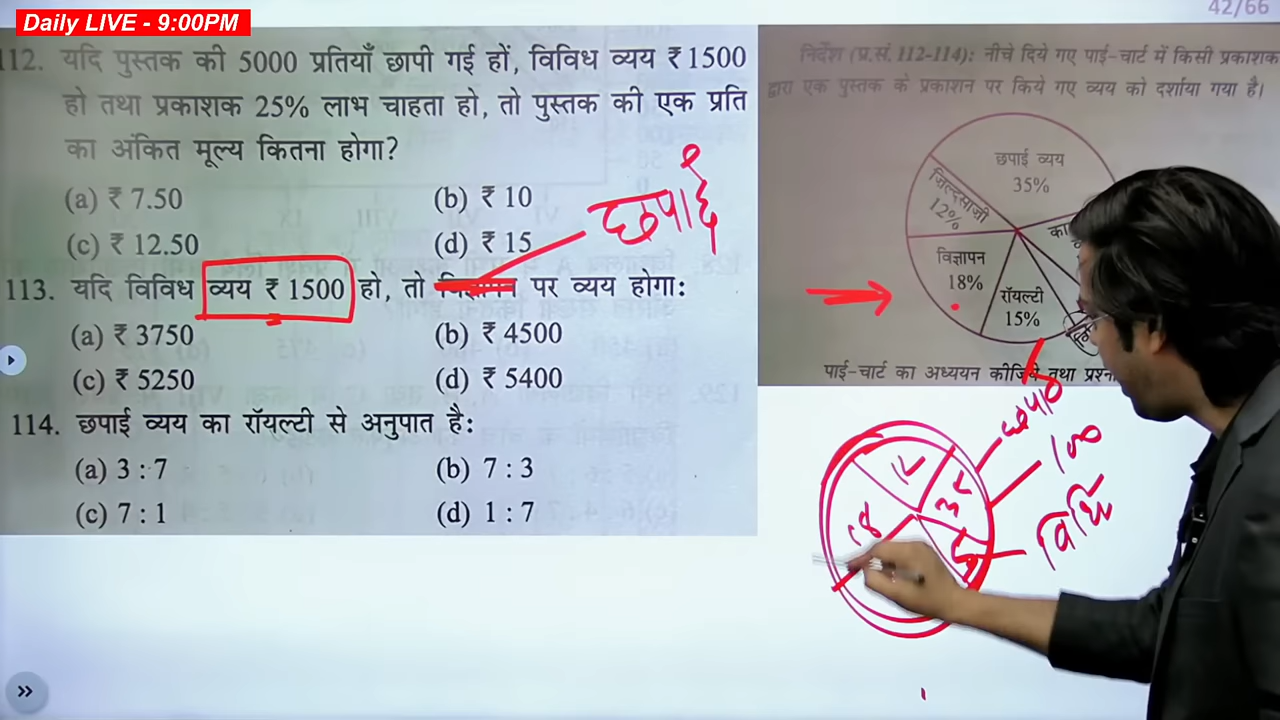 Daily LIVE - 9:00PM
42/66
112. यदि पुस्तक की 5000 प्रतियाँ छापी गई हों, विविध व्यय ₹ 1500
हो तथा प्रकाशक 25% लाभ चाहता हो, तो पुस्तक की एक प्रति
का अंकित मूल्य कितना होगा?
(a) ₹ 7.50
(b) ₹ 10
(c) ₹ 12.50
(d) ₹ 15
छपाई
113. यदि विविध व्यय ₹ 1500 हो, तो विज्ञापन पर व्यय होगा:
(a) ₹ 3750
(b) ₹ 4500
(c) ₹ 5250
(d) ₹ 5400
114. छपाई व्यय का रॉयल्टी से अनुपात है:
(a) 3 : 7
(b) 7 : 3
(c) 7 : 1
(d) 1 : 7
निर्देश (प्र.सं. 112-114): नीचे दिये गए पाई-चार्ट में किसी प्रकाशक
द्वारा एक पुस्तक के प्रकाशन पर किये गए व्यय को दर्शाया गया है।
छपाई व्यय
35%
जिल्दसाजी
12%
विज्ञापन
18%
रॉयल्टी
15%
पाई-चार्ट का अध्ययन कीजिये तथा प्रश्न
छपाई
100
12
35
18
विवि